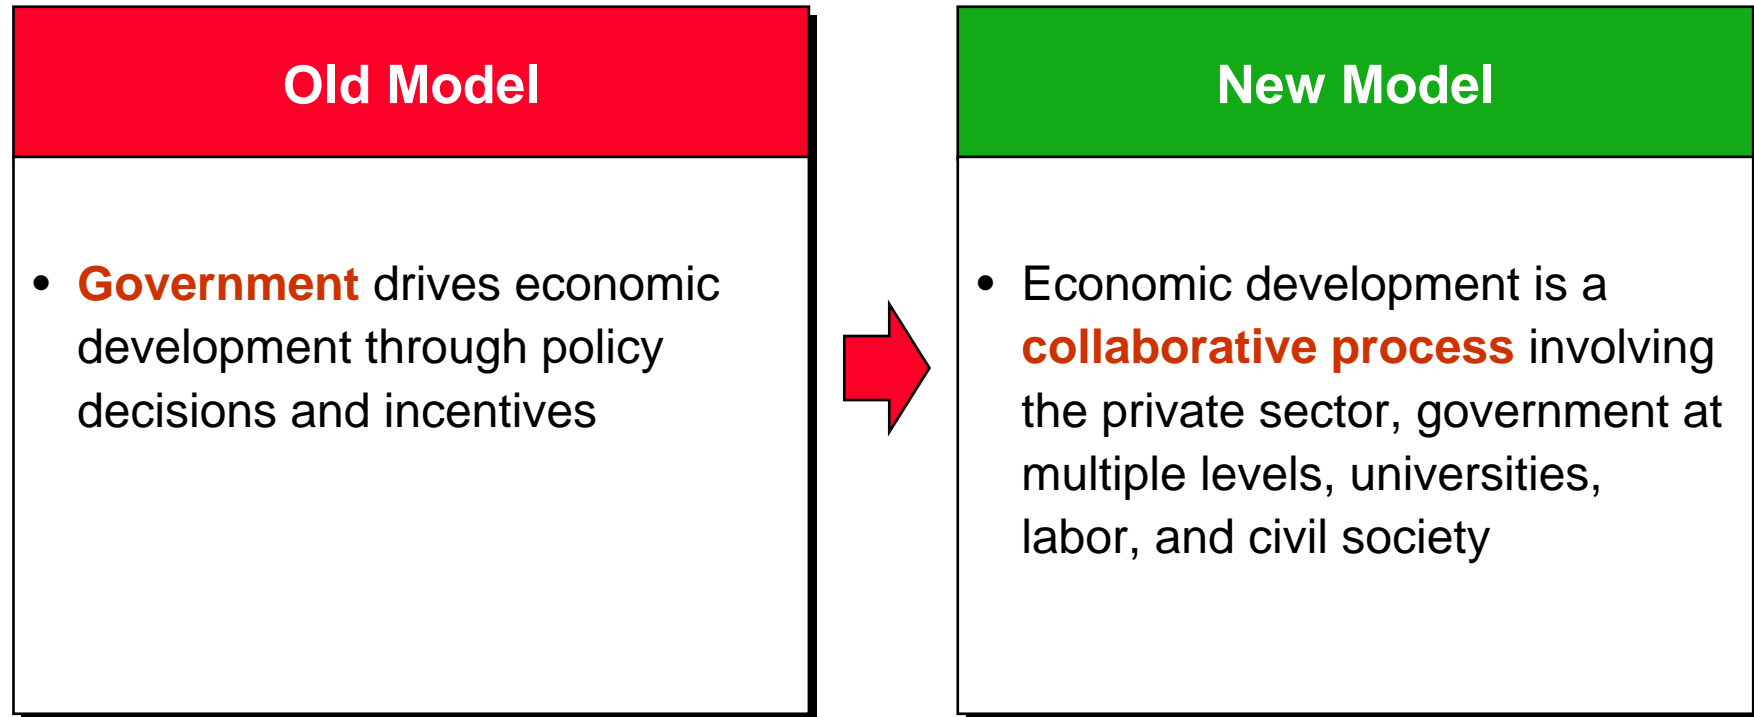 Old Model
• Government drives economic
development through policy
decisions and incentives
New Model
• Economic development is a
collaborative process involving
the private sector, government at
multiple levels, universities,
labor, and civil society